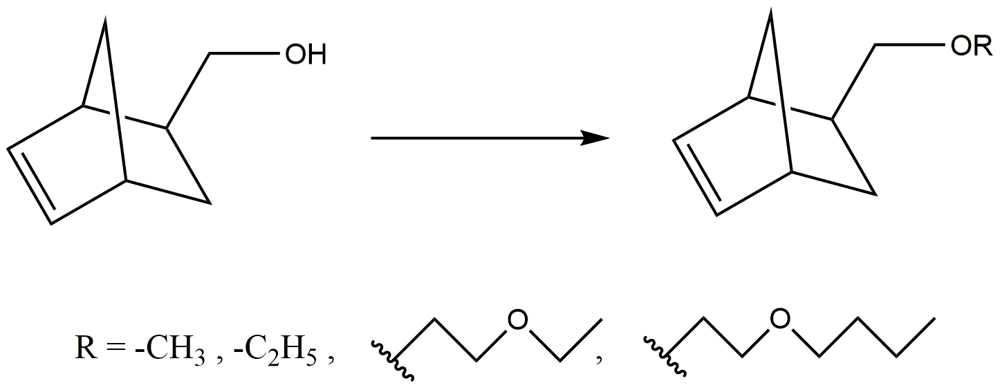 OH
OR
R = -CH₃ , -C₂H₅ ,
O
,
O